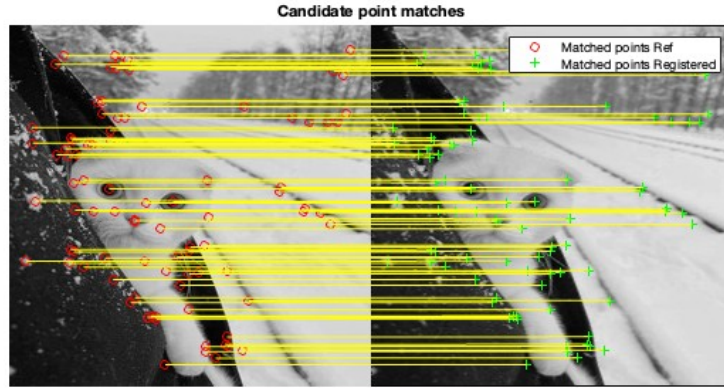 Candidate point matches
Matched points Ref
Matched points Registered